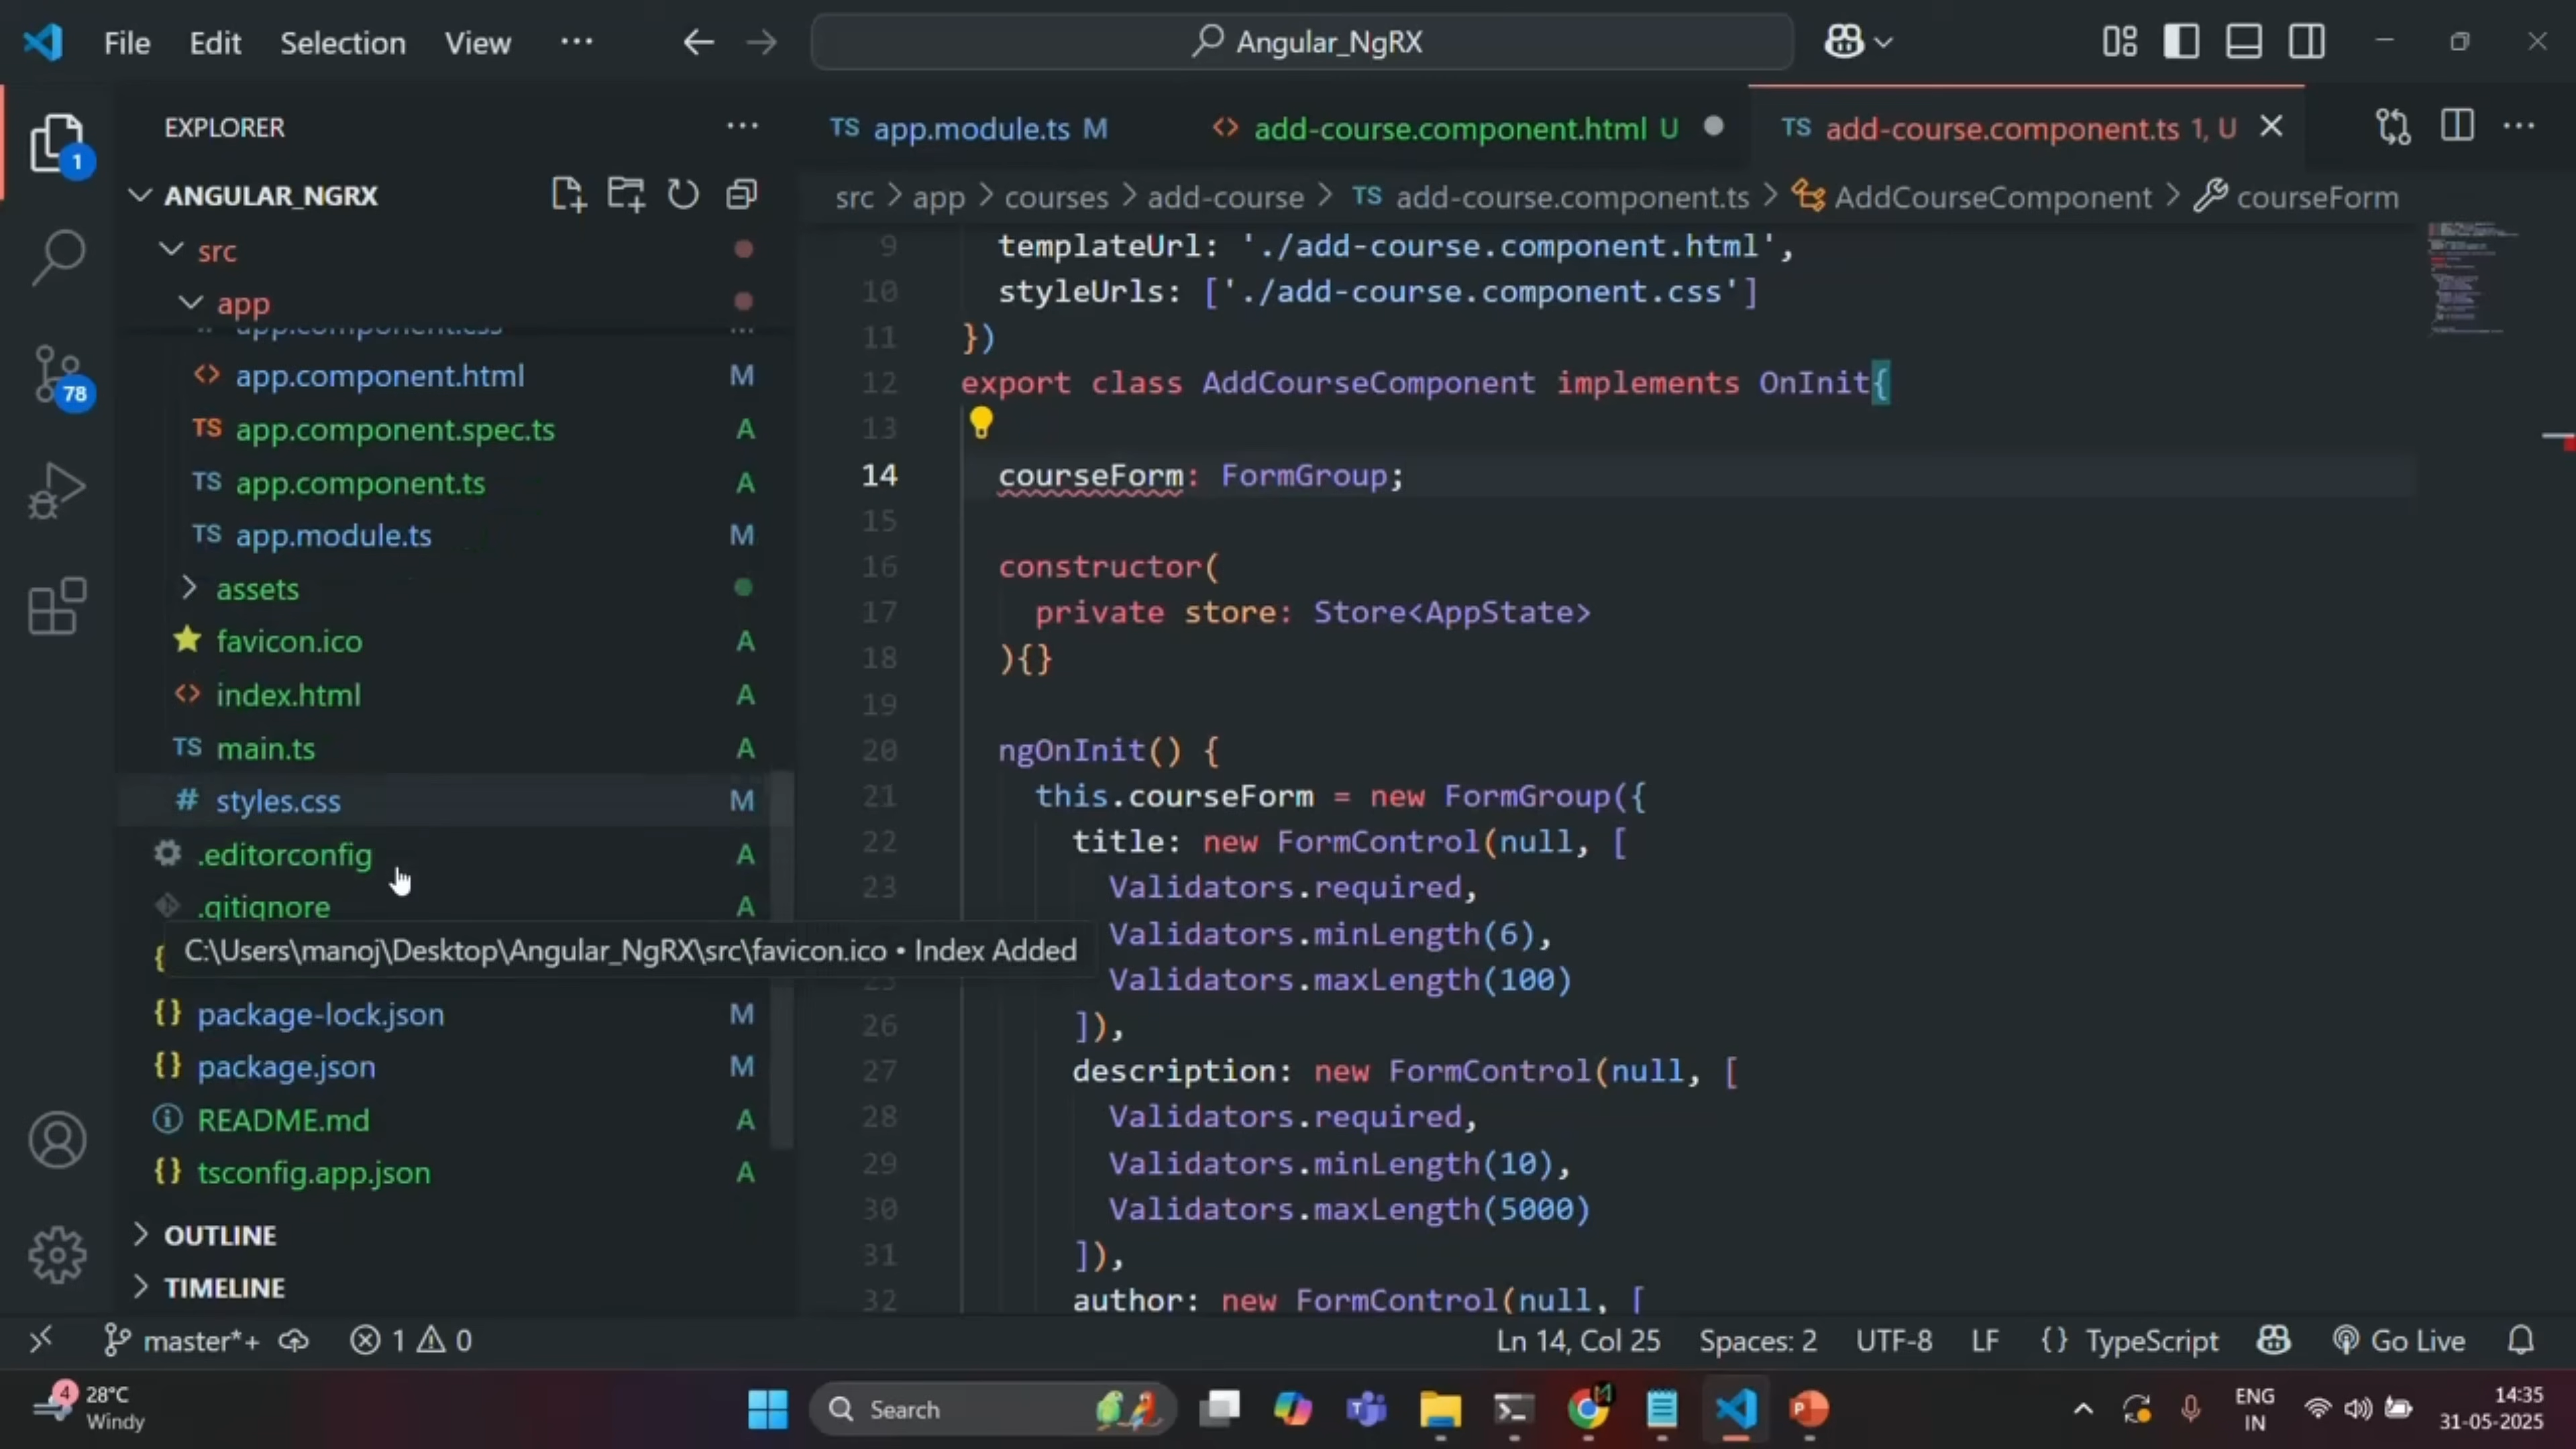 File Edit Selection View ··· Angular_NgRX
EXPLORER ···
1
78
ANGULAR_NGRX
src
app
app.component.css
app.component.html M
app.component.spec.ts A
app.component.ts A
app.module.ts M
assets
favicon.ico A
index.html A
main.ts A
styles.css M
.editorconfig A
.gitignore A
C:\Users\manoj\Desktop\Angular_NgRX\src\favicon.ico • Index Added
package-lock.json M
package.json M
README.md A
tsconfig.app.json A
OUTLINE
TIMELINE
TS app.module.ts M <> add-course.component.html U TS add-course.component.ts 1, U
src > app > courses > add-course > TS add-course.component.ts > AddCourseComponent > courseForm
9 templateUrl: './add-course.component.html',
10 styleUrls: ['./add-course.component.css']
11 })
12 export class AddCourseComponent implements OnInit{
13
14 courseForm: FormGroup;
15
16 constructor(
17 private store: Store<AppState>
18 ){}
19
20 ngOnInit() {
21 this.courseForm = new FormGroup({
22 title: new FormControl(null, [
23 Validators.required,
Validators.minLength(6),
Validators.maxLength(100)
26 ]),
27 description: new FormControl(null, [
28 Validators.required,
29 Validators.minLength(10),
30 Validators.maxLength(5000)
31 ]),
32 author: new FormControl(null, [
master*+ 1 0 Ln 14, Col 25 Spaces: 2 UTF-8 LF {} TypeScript Go Live
4 28°C
Windy
Search
ENG
IN
14:35
31-05-2025